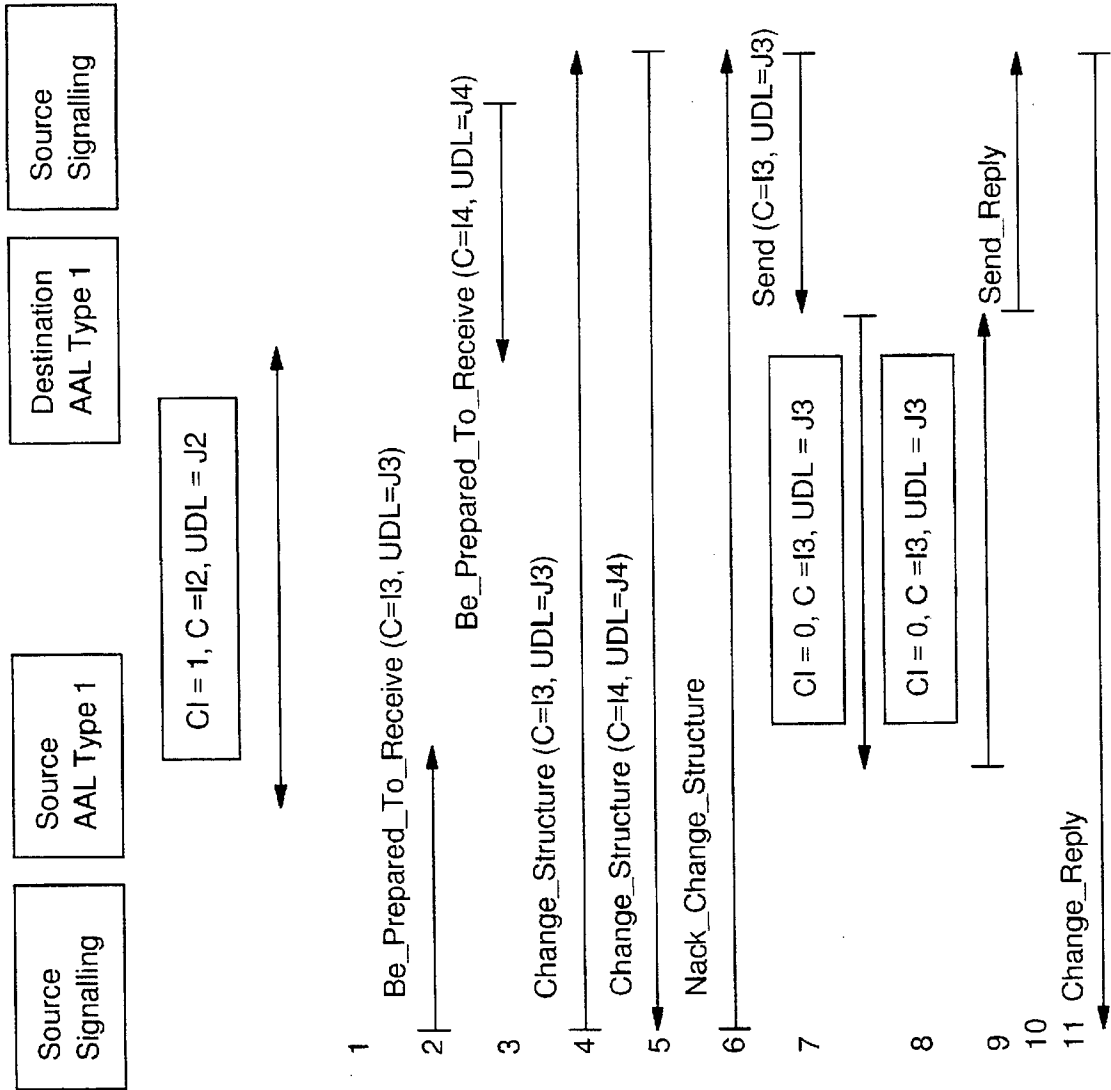 Source
Signalling
Source
AAL Type 1
Destination
AAL Type 1
Source
Signalling
CI = 1, C =I2, UDL = J2
1
Be_Prepared_To_Receive (C=I3, UDL=J3)
2
Be_Prepared_To_Receive (C=I4, UDL=J4)
3
Change_Structure (C=I3, UDL=J3)
4
Change_Structure (C=I4, UDL=J4)
5
Nack_Change_Structure
6
Send (C=I3, UDL=J3)
7
CI = 0, C =I3, UDL = J3
8
CI = 0, C =I3, UDL = J3
9
Send_Reply
10
11 Change_Reply